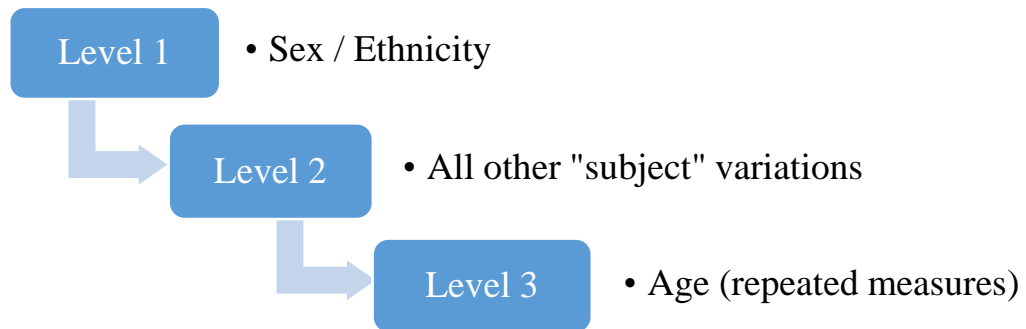 Level 1
• Sex / Ethnicity
Level 2
• All other "subject" variations
Level 3
• Age (repeated measures)